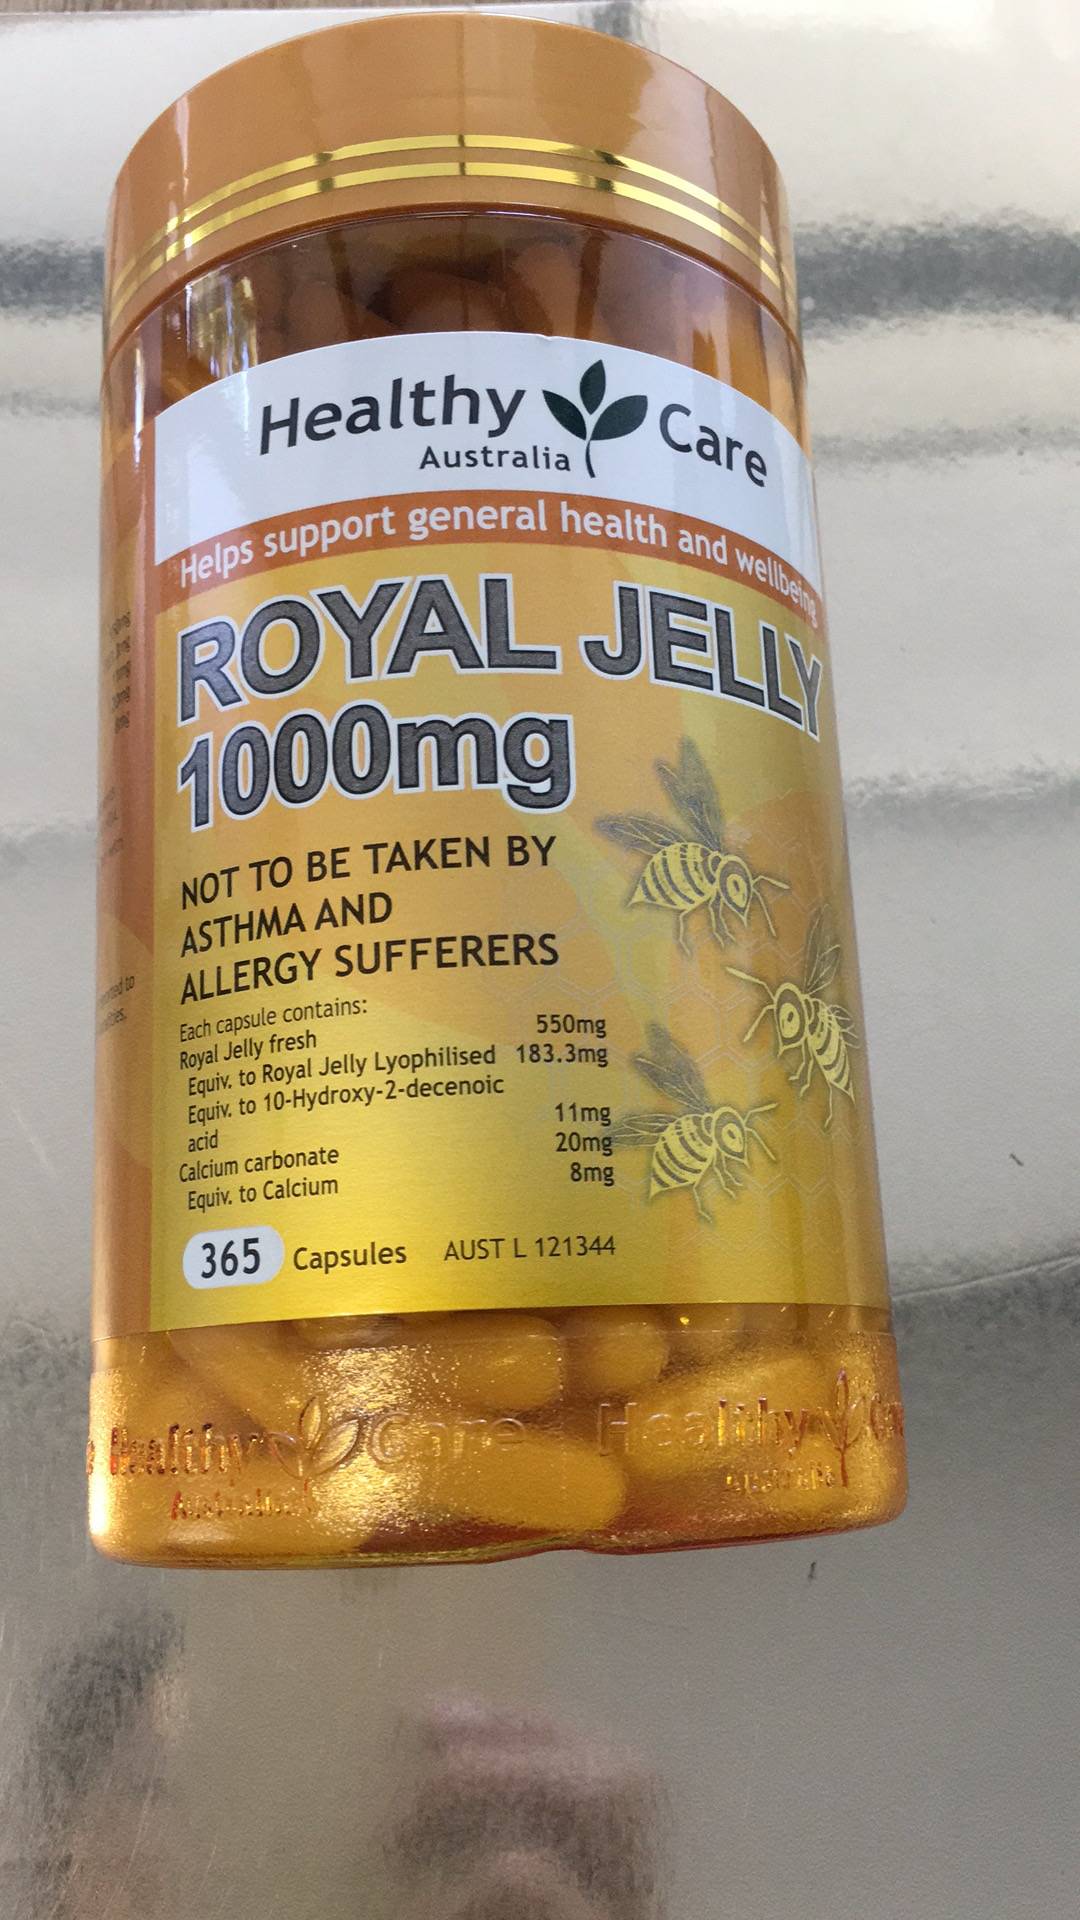 Healthy Care
Australia
Helps support general health and wellbeing
ROYAL JELLY
1000mg
NOT TO BE TAKEN BY
ASTHMA AND
ALLERGY SUFFERERS
Each capsule contains:
Royal Jelly fresh 550mg
Equiv. to Royal Jelly Lyophilised 183.3mg
Equiv. to 10-Hydroxy-2-decenoic
acid 11mg
Calcium carbonate 20mg
Equiv. to Calcium 8mg
365 Capsules AUST L 121344
Healthy Care Healthy
Australia Australia